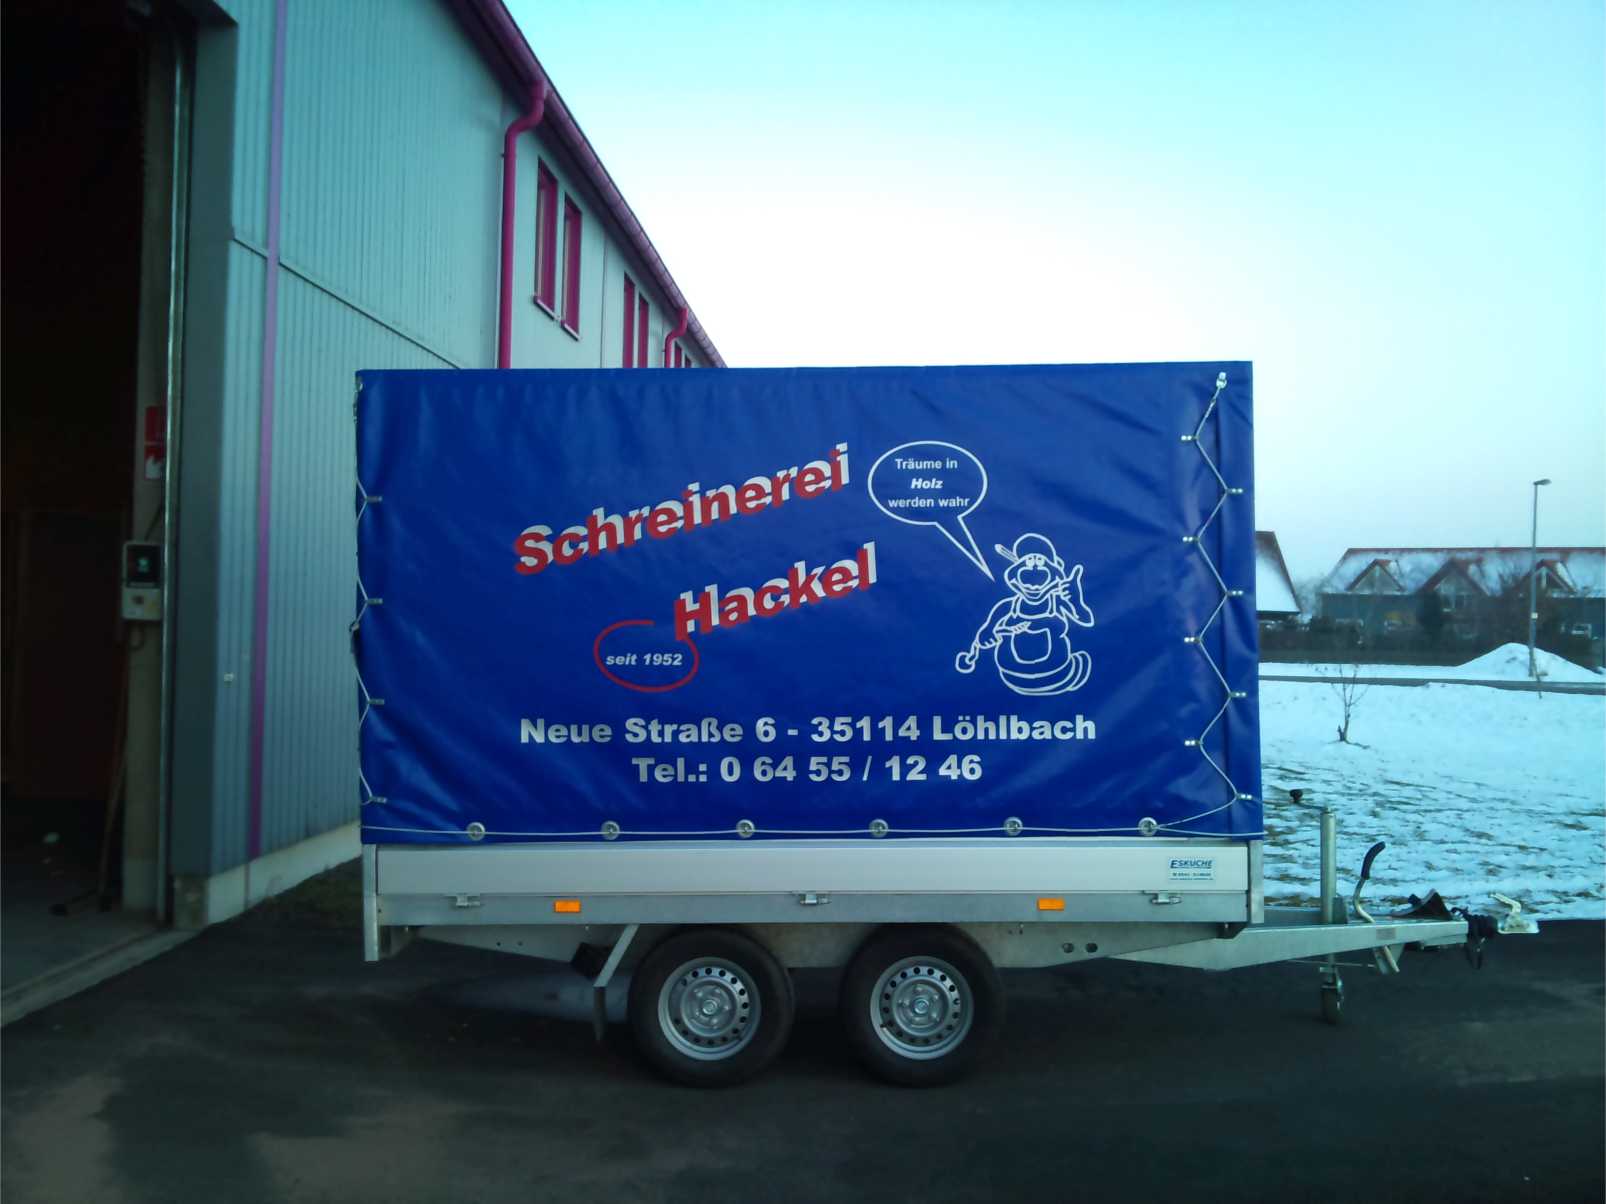 Schreinerei
Hackel
seit 1952
Träume in
Holz
werden wahr
Neue Straße 6 - 35114 Löhlbach
Tel.: 0 64 55 / 12 46
ESKUCHE